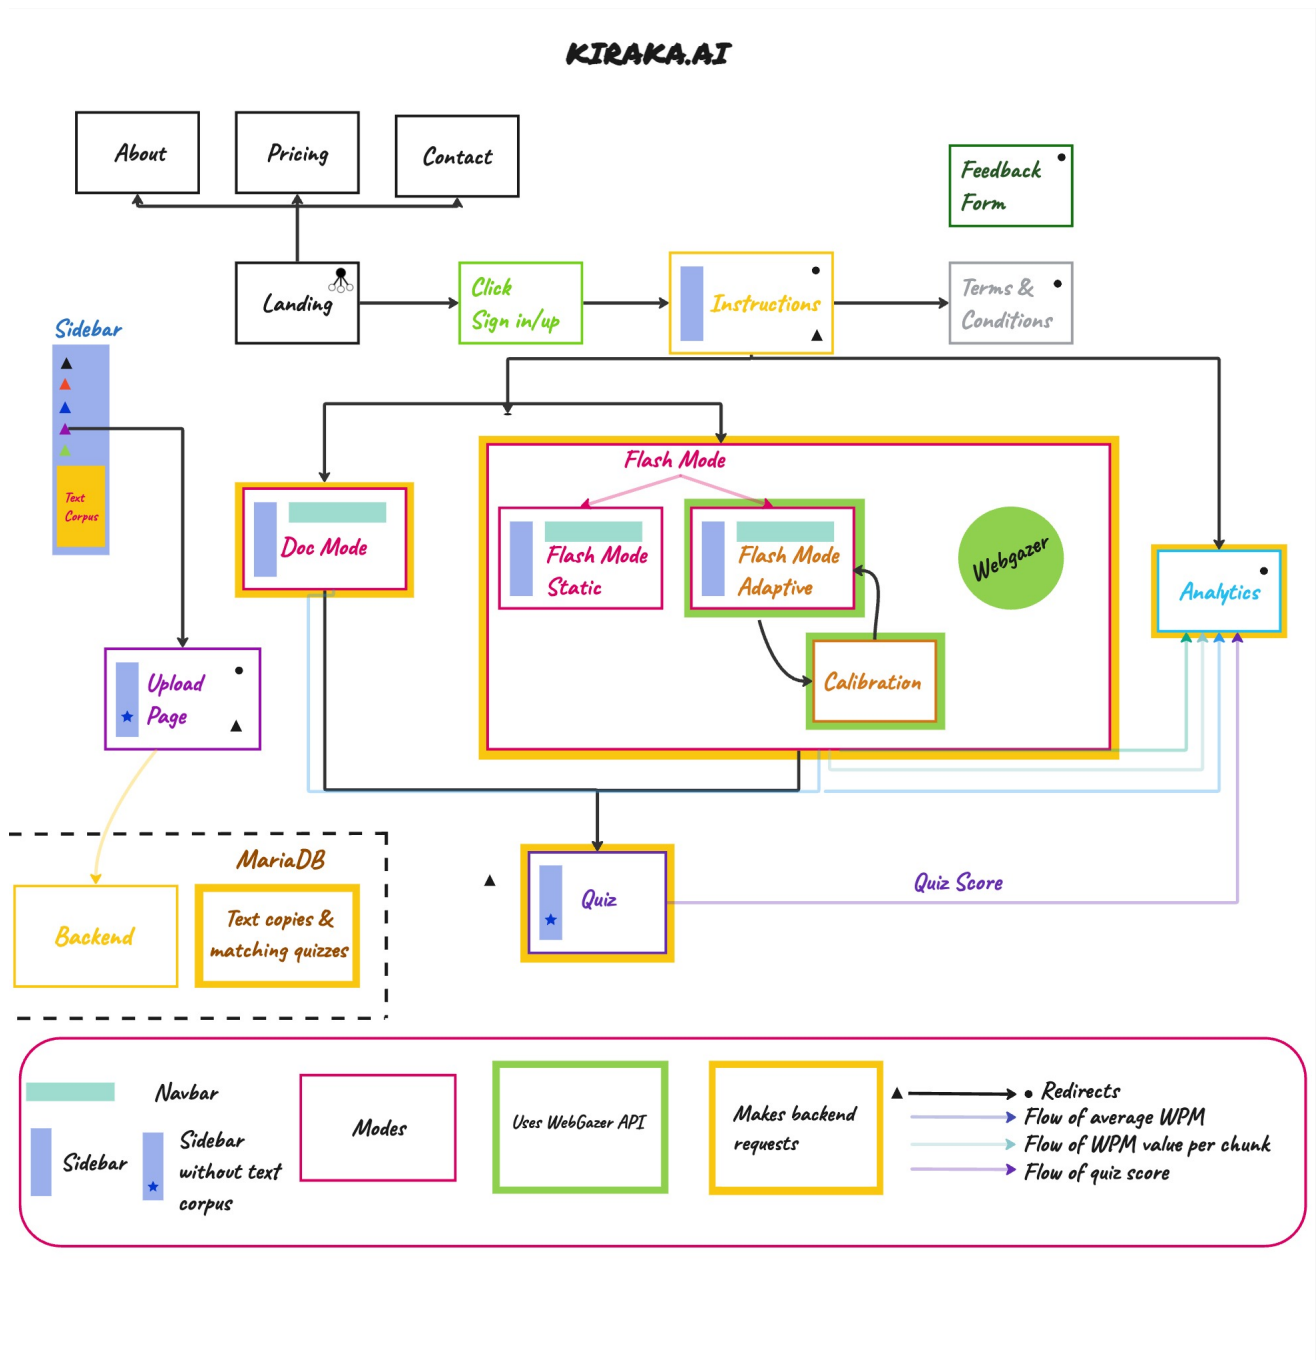 KIRAKA.AI
About
Pricing
Contact
Feedback
Form
Landing
Click
Sign in/up
Instructions
Terms &
Conditions
Sidebar
Text
Corpus
Flash Mode
Doc Mode
Flash Mode
Static
Flash Mode
Adaptive
Webgazer
Analytics
Calibration
Upload
Page
MariaDB
Backend
Text copies &
matching quizzes
Quiz
Quiz Score
Navbar
Sidebar
Sidebar
without text
corpus
Modes
Uses WebGazer API
Makes backend
requests
Redirects
Flow of average WPM
Flow of WPM value per chunk
Flow of quiz score